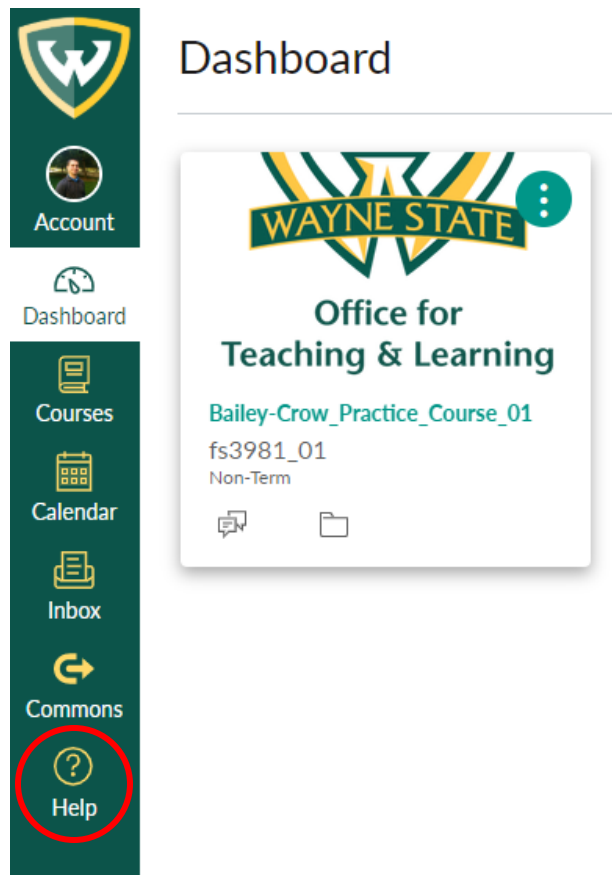 W
Dashboard
Account
Dashboard
Courses
Calendar
Inbox
Commons
?
Help
WAYNE STATE
Office for
Teaching & Learning
Bailey-Crow_Practice_Course_01
fs3981_01
Non-Term